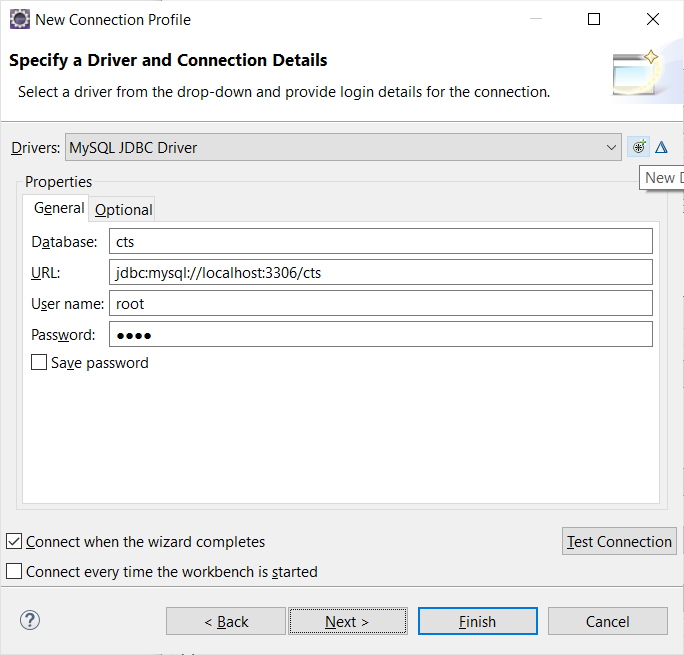 New Connection Profile
Specify a Driver and Connection Details
Select a driver from the drop-down and provide login details for the connection.
Drivers: MySQL JDBC Driver
New
Properties
General Optional
Database: cts
URL: jdbc:mysql://localhost:3306/cts
User name: root
Password: ●●●●
Save password
Connect when the wizard completes
Test Connection
Connect every time the workbench is started
? < Back Next > Finish Cancel